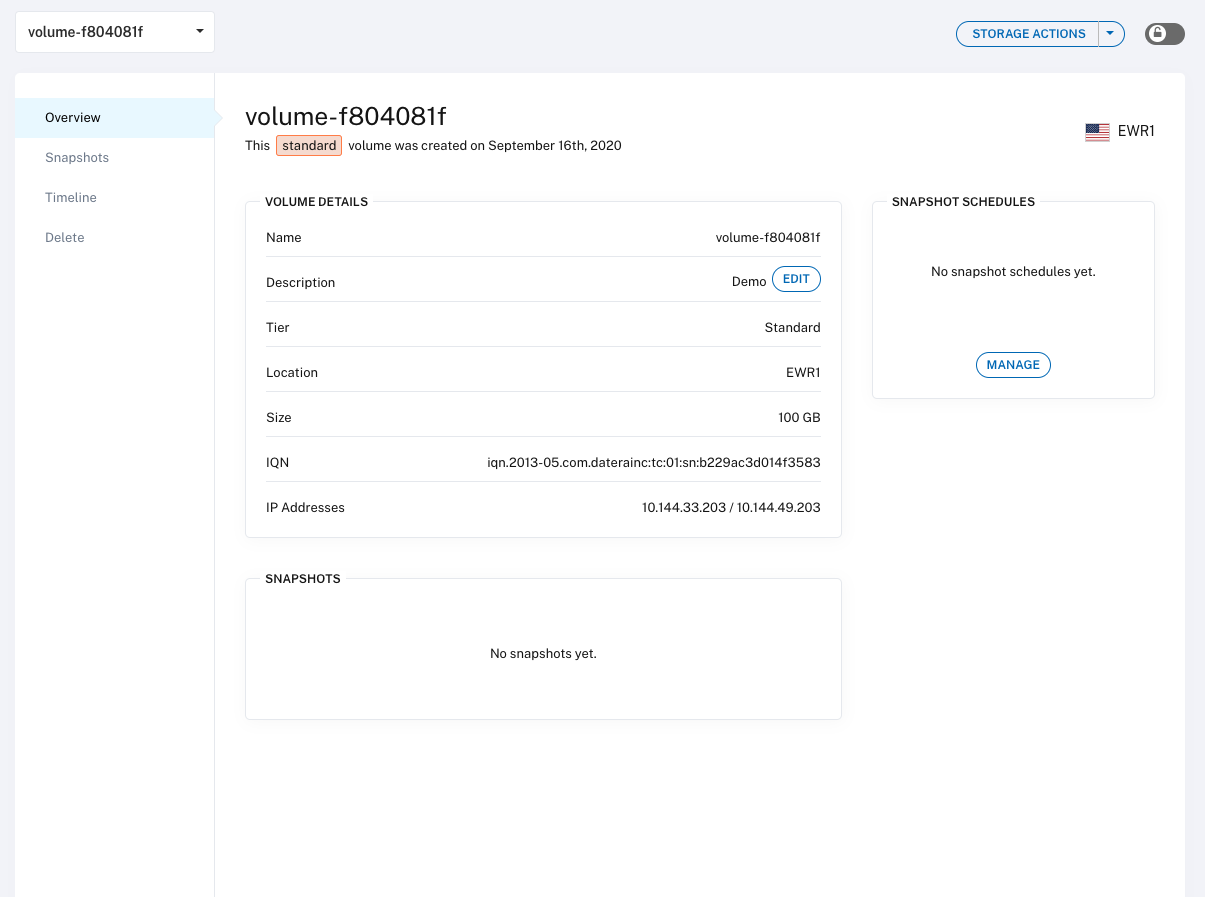 volume-f804081f
STORAGE ACTIONS
Overview
Snapshots
Timeline
Delete
volume-f804081f
This standard volume was created on September 16th, 2020
EWR1
VOLUME DETAILS
Name volume-f804081f
Description Demo EDIT
Tier Standard
Location EWR1
Size 100 GB
IQN iqn.2013-05.com.daterainc:tc:01:sn:b229ac3d014f3583
IP Addresses 10.144.33.203 / 10.144.49.203
SNAPSHOT SCHEDULES
No snapshot schedules yet.
MANAGE
SNAPSHOTS
No snapshots yet.